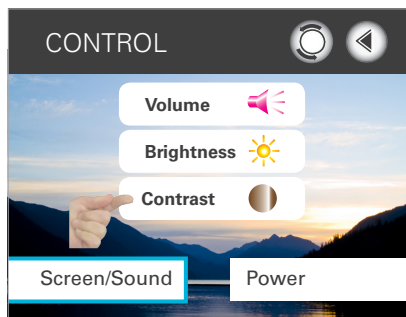 CONTROL
Volume
Brightness
Contrast
Screen/Sound
Power